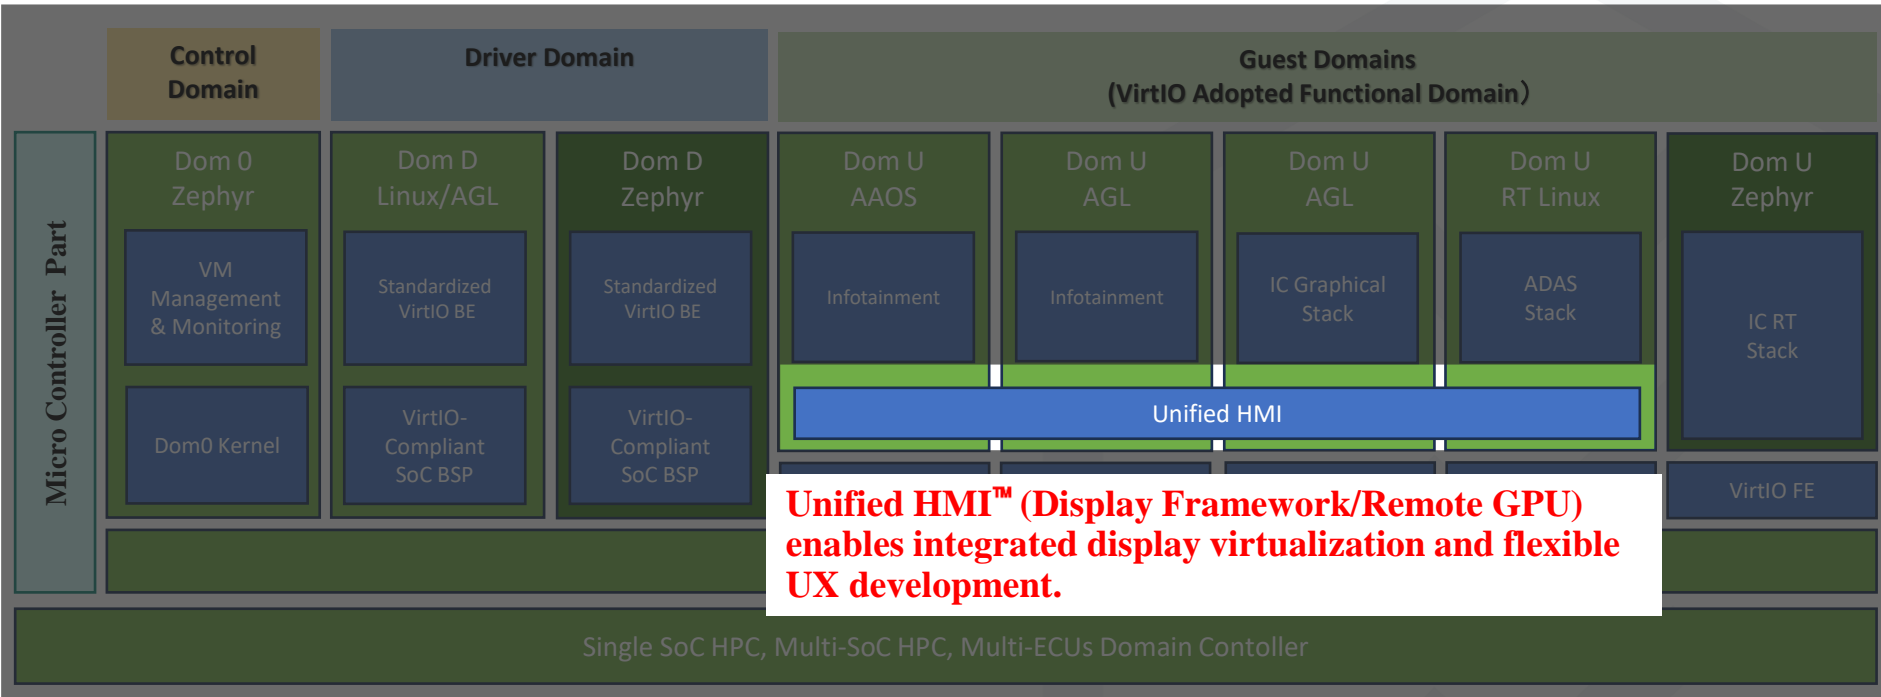 Control
Domain
Driver Domain
Guest Domains
(VirtIO Adopted Functional Domain）
Micro Controller Part
Dom 0
Zephyr
VM
Management
& Monitoring
Dom0 Kernel
Dom D
Linux/AGL
Standardized
VirtIO BE
VirtIO-
Compliant
SoC BSP
Dom D
Zephyr
Standardized
VirtIO BE
VirtIO-
Compliant
SoC BSP
Dom U
AAOS
Infotainment
Dom U
AGL
Infotainment
Dom U
AGL
IC Graphical
Stack
Dom U
RT Linux
ADAS
Stack
Dom U
Zephyr
IC RT
Stack
Unified HMI
VirtIO FE
Unified HMI™ (Display Framework/Remote GPU)
enables integrated display virtualization and flexible
UX development.
Single SoC HPC, Multi-SoC HPC, Multi-ECUs Domain Contoller